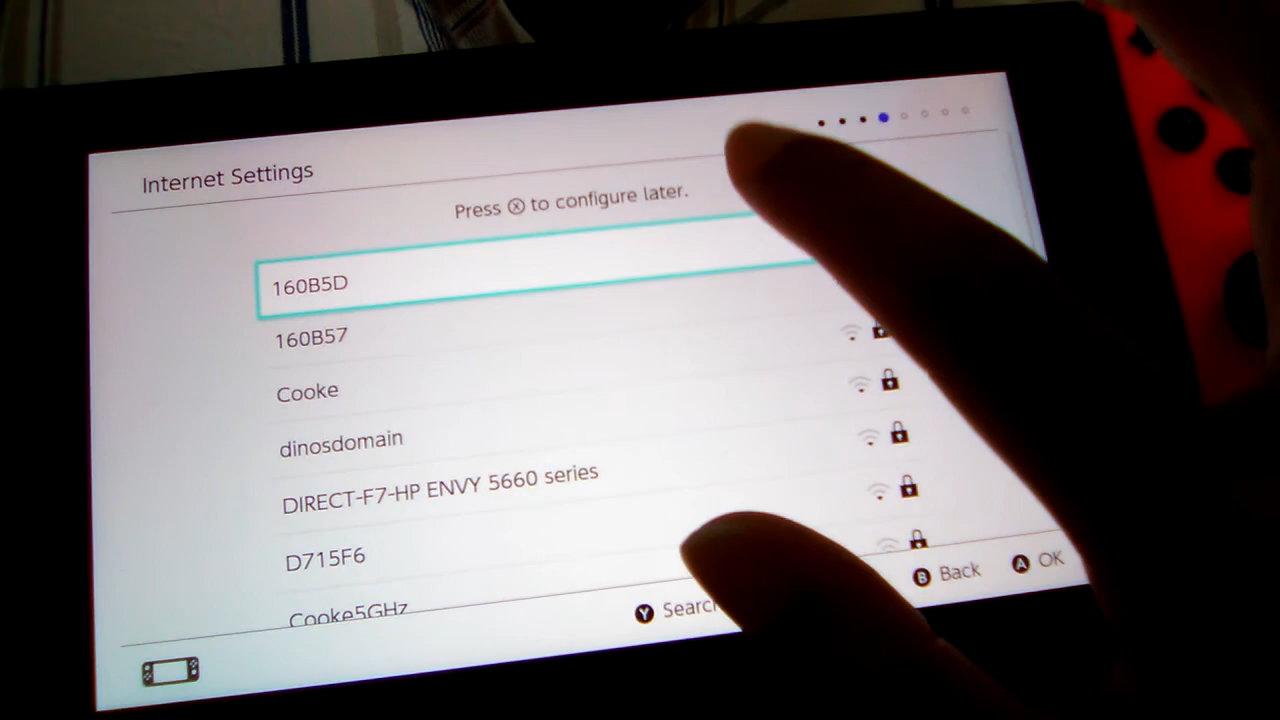 Internet Settings
Press Ⓧ to configure later.
160B5D
160B57
Cooke
dinosdomain
DIRECT-F7-HP ENVY 5660 series
D715F6
Cooke5GHz
Y Search B Back A OK